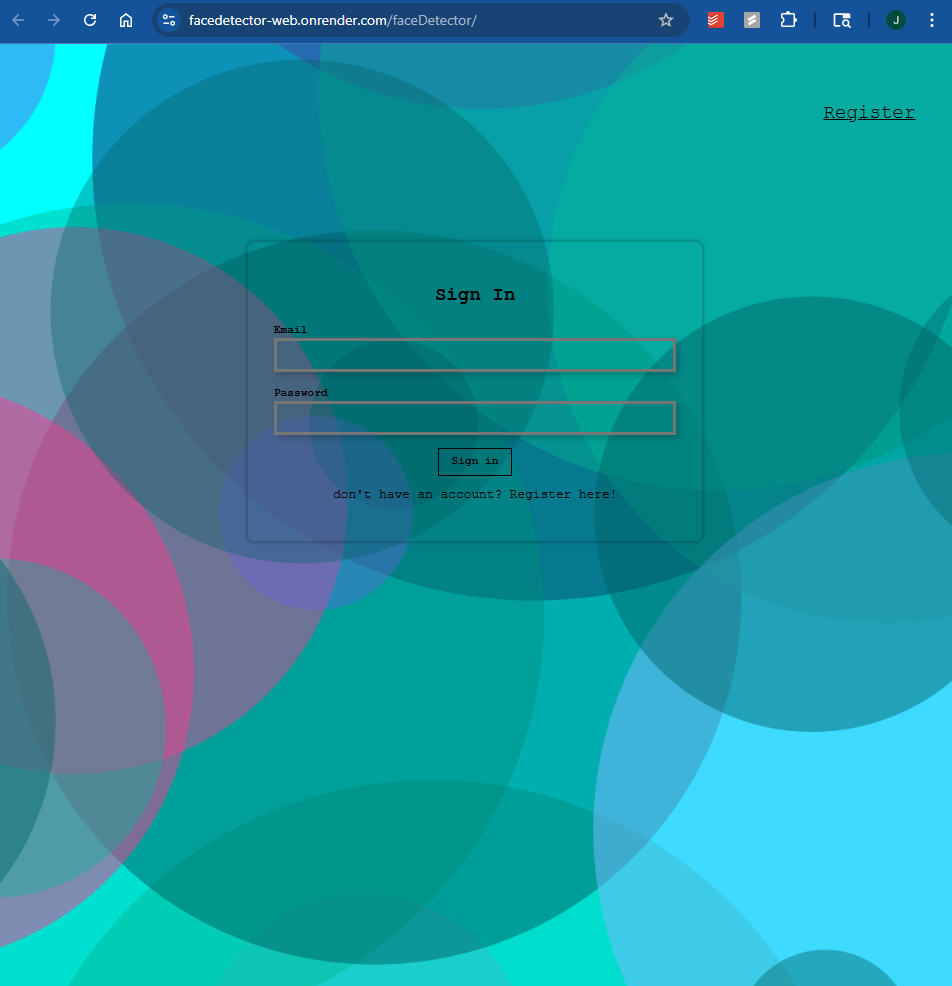 facedetector-web.onrender.com/faceDetector/
J
Register
Sign In
Email
Password
Sign in
don't have an account? Register here!